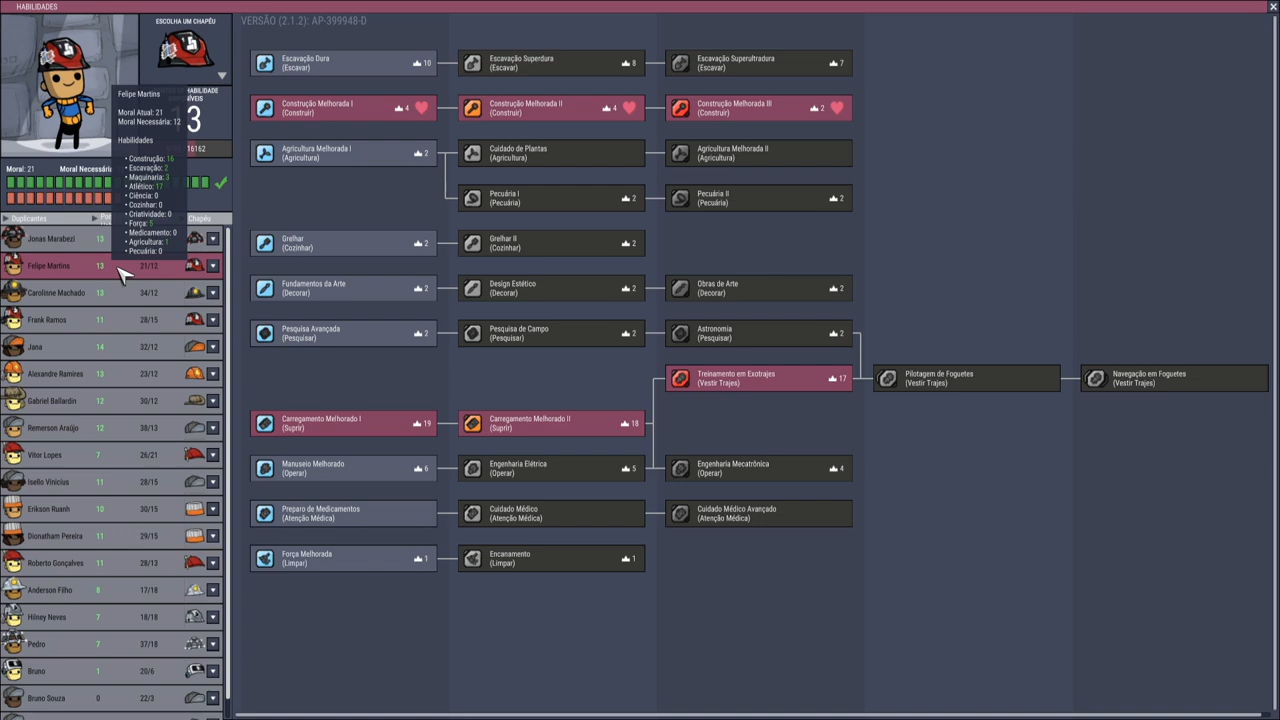 HABILIDADES
ESCOLHA UM CHAPÉU
VERSÃO (2.1.2): AP-399948-D
Felipe Martins
Moral Atual: 21
Moral Necessária: 12
Habilidades
• Construção: 16
• Escavação: 2
• Maquinaria: 3
• Atlético: 17
• Ciência: 0
• Cozinhar: 0
• Criatividade: 0
• Força: 5
• Medicamento: 0
• Agricultura: 1
• Pecuária: 0
HABILIDADE
13
16162
Moral: 21
Moral Necessária
Duplicantes
Chapéu
Jonas Marabezi 13
Felipe Martins 13 21/12
Carolinne Machado 13 34/12
Frank Ramos 11 28/15
Jana 14 32/12
Alexandre Ramires 13 23/12
Gabriel Ballardin 12 30/12
Remerson Araújo 12 38/13
Vitor Lopes 7 26/21
Isello Vinicius 11 28/15
Erikson Ruanh 10 30/15
Dionatham Pereira 11 29/15
Roberto Gonçalves 11 28/13
Anderson Filho 8 17/18
Hilney Neves 7 18/18
Pedro 7 37/18
Bruno 1 20/6
Bruno Souza 0 22/3
Escavação Dura
(Escavar)
10
Escavação Superdura
(Escavar)
8
Escavação Superultradura
(Escavar)
7
Construção Melhorada I
(Construir)
4
Construção Melhorada II
(Construir)
4
Construção Melhorada III
(Construir)
2
Agricultura Melhorada I
(Agricultura)
2
Cuidado de Plantas
(Agricultura)
Agricultura Melhorada II
(Agricultura)
Pecuária I
(Pecuária)
2
Pecuária II
(Pecuária)
2
Grelhar
(Cozinhar)
2
Grelhar II
(Cozinhar)
2
Fundamentos da Arte
(Decorar)
2
Design Estético
(Decorar)
2
Obras de Arte
(Decorar)
2
Pesquisa Avançada
(Pesquisar)
2
Pesquisa de Campo
(Pesquisar)
2
Astronomia
(Pesquisar)
2
Treinamento em Exotrajes
(Vestir Trajes)
17
Pilotagem de Foguetes
(Vestir Trajes)
Navegação em Foguetes
(Vestir Trajes)
Carregamento Melhorado I
(Suprir)
19
Carregamento Melhorado II
(Suprir)
18
Manuseio Melhorado
(Operar)
6
Engenharia Elétrica
(Operar)
5
Engenharia Mecatrônica
(Operar)
4
Preparo de Medicamentos
(Atenção Médica)
Cuidado Médico
(Atenção Médica)
Cuidado Médico Avançado
(Atenção Médica)
Força Melhorada
(Limpar)
1
Encanamento
(Limpar)
1